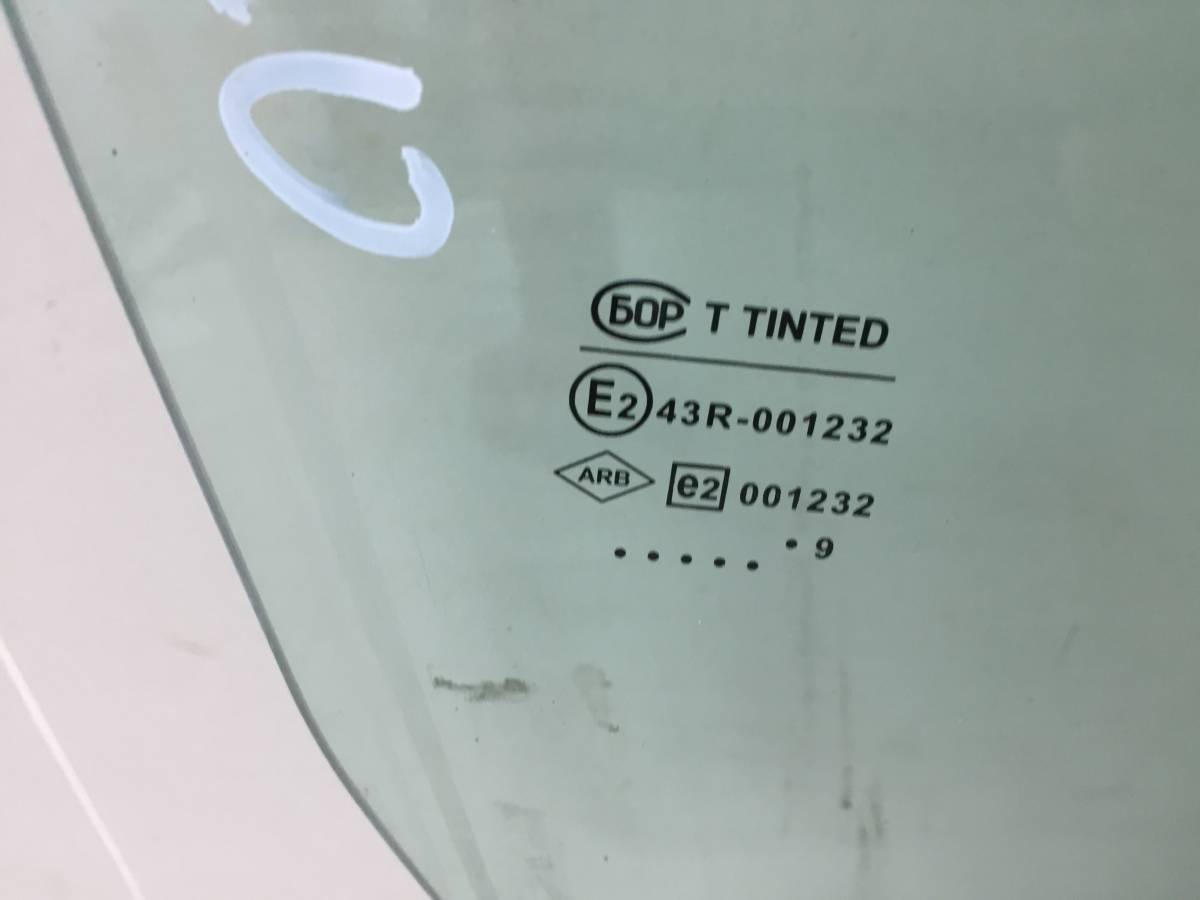 БОР T TINTED
E2 43R-001232
ARB e2 001232
. . . . . . 9